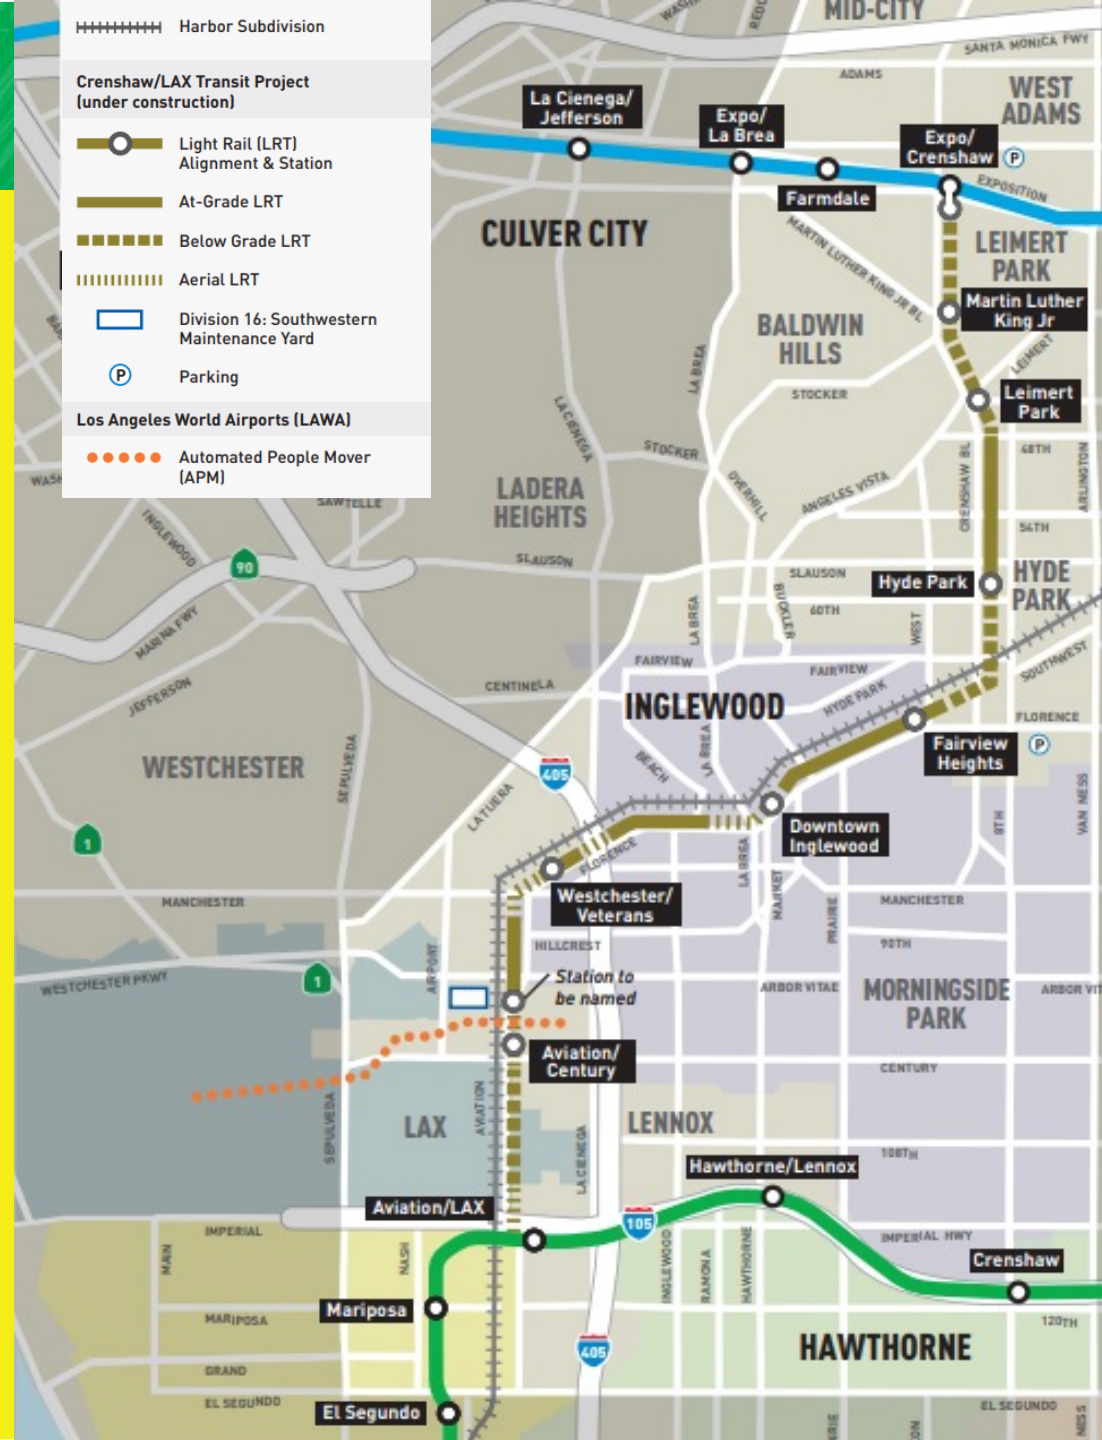 Harbor Subdivision
Crenshaw/LAX Transit Project
(under construction)
Light Rail (LRT)
Alignment & Station
At-Grade LRT
Below Grade LRT
Aerial LRT
Division 16: Southwestern
Maintenance Yard
P
Parking
Los Angeles World Airports (LAWA)
Automated People Mover
(APM)
MID-CITY
SANTA MONICA FWY
ADAMS
WEST
ADAMS
La Cienega/
Jefferson
Expo/
La Brea
Expo/
Crenshaw
P
Farmdale
EXPOSITION
CULVER CITY
MARTIN LUTHER KING JR BL
LEIMERT
PARK
Martin Luther
King Jr
BALDWIN
HILLS
LEIMERT
LA BREA
STOCKER
Leimert
Park
LA CIENEGA
STOCKER
48TH
CRENSHAW BL
ARLINGTON
OVERHILL
ANGELES VISTA
LADERA
HEIGHTS
SAWTELLE
INGLEWOOD
54TH
90
SLAUSON
SLAUSON
Hyde Park
HYDE
PARK
BUCKLER
60TH
WEST
LA BREA
MARINA FWY
FAIRVIEW
FAIRVIEW
SOUTHWEST
JEFFERSON
CENTINELA
INGLEWOOD
HYDE PARK
FLORENCE
Fairview
Heights
P
WESTCHESTER
SEPULVEDA
405
BEACH
LA BREA
LA TIJERA
8TH
VAN NESS
1
FLORENCE
Downtown
Inglewood
LA BREA
MARKET
PRAIRIE
MANCHESTER
Westchester/
Veterans
MANCHESTER
HILLCREST
90TH
AIRPORT
WESTCHESTER PKWY
1
Station to
be named
ARBOR VITAE
MORNINGSIDE
PARK
ARBOR VIT
Aviation/
Century
CENTURY
SEPULVEDA
LAX
AVIATION
LENNOX
LA CIENEGA
108TH
Hawthorne/Lennox
Aviation/LAX
105
IMPERIAL
IMPERIAL HWY
MAIN
NASH
INGLEWOOD
RAMONA
HAWTHORNE
Crenshaw
Mariposa
MARIPOSA
120TH
405
HAWTHORNE
GRAND
EL SEGUNDO
El Segundo
EL SEGUNDO